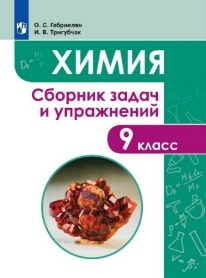 О. С. Габриелян
И. В. Тригубчак
ХИМИЯ
Сборник задач
и упражнений
9 класс